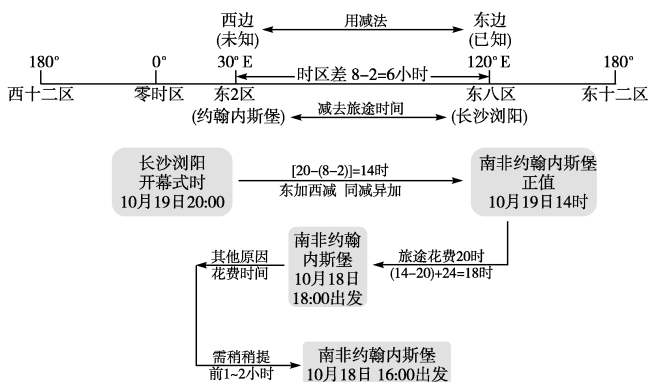 西边
(未知)
用减法
东边
(已知)
180°
0°
30° E
时区差 8−2=6小时
120° E
180°
西十二区
零时区
东2区
东八区
东十二区
(约翰内斯堡)
减去旅途时间
(长沙浏阳)
长沙浏阳
开幕式时
10月19日20:00
[20−(8−2)]=14时
东加西减 同减异加
南非约翰内斯堡
正值
10月19日14时
其他原因
花费时间
南非约翰
内斯堡
10月18日
18:00出发
旅途花费20时
(14−20)+24=18时
需稍稍提
前1~2小时
南非约翰内斯堡
10月18日 16:00出发